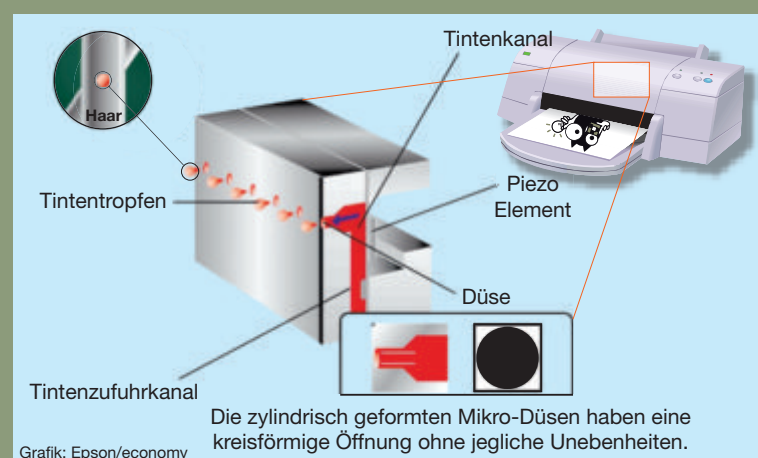 Tintenkanal
Haar
Tintentropfen
Piezo
Element
Düse
Tintenzufuhrkanal
Die zylindrisch geformten Mikro-Düsen haben eine
kreisförmige Öffnung ohne jegliche Unebenheiten.
Grafik: Epson/economy